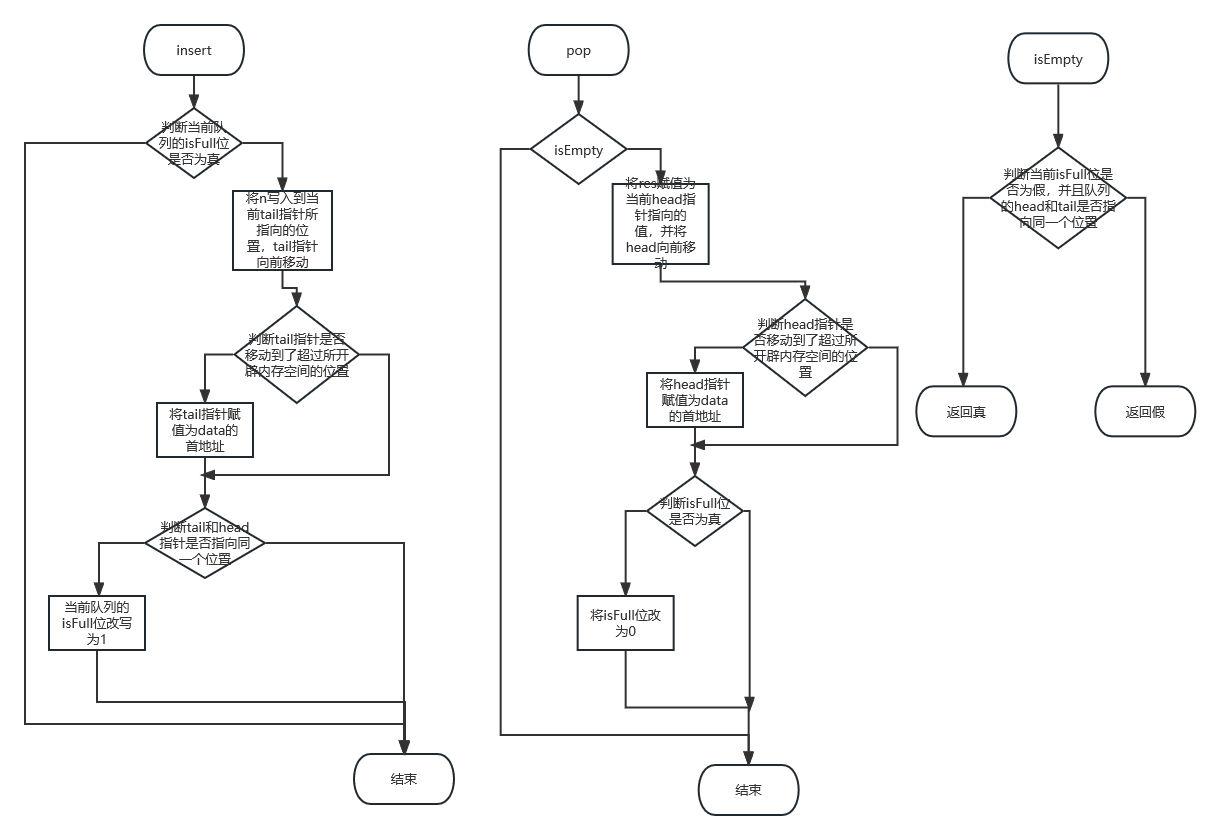 insert
判断当前队
列的isFull位
是否为真
将n写入到当
前tail指针所
指向的位
置，tail指针
向前移动
判断tail指针是否
移动到了超过所开
辟内存空间的位置
将tail指针赋
值为data的
首地址
判断tail和head
指针是否指向同
一个位置
当前队列的
isFull位改写
为1
结束
pop
isEmpty
将res赋值为
当前head指
针指向的
值，并将
head向前移
动
判断head指针是
否移动到了超过所
开辟内存空间的位
置
将head指针
赋值为data
的首地址
判断isFull位
是否为真
将isFull位改
为0
结束
isEmpty
判断当前isFull位是
否为假，并且队列
的head和tail是否指
向同一个位置
返回真
返回假